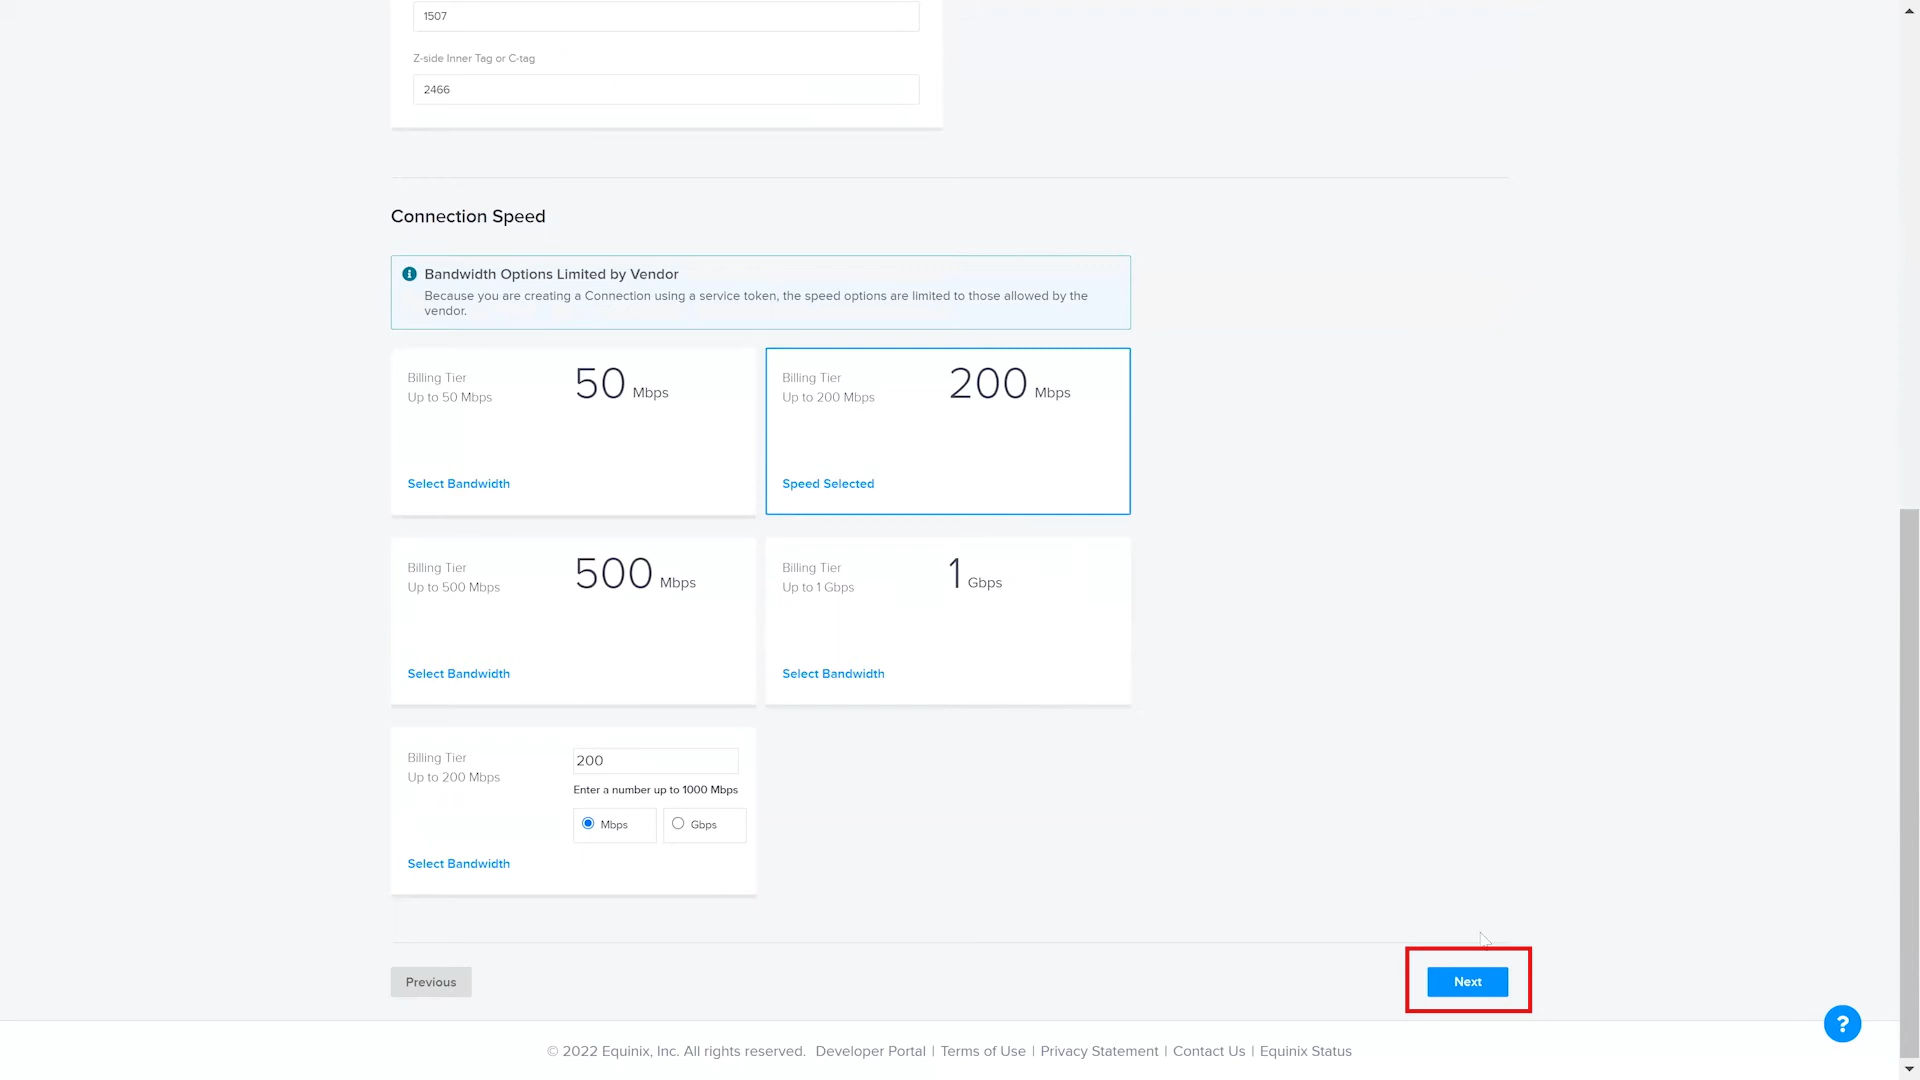 1507
Z-side Inner Tag or C-tag
2466
Connection Speed
Bandwidth Options Limited by Vendor
Because you are creating a Connection using a service token, the speed options are limited to those allowed by the
vendor.
Billing Tier
Up to 50 Mbps
50 Mbps
Select Bandwidth
Billing Tier
Up to 200 Mbps
200 Mbps
Speed Selected
Billing Tier
Up to 500 Mbps
500 Mbps
Select Bandwidth
Billing Tier
Up to 1 Gbps
1 Gbps
Select Bandwidth
Billing Tier
Up to 200 Mbps
200
Enter a number up to 1000 Mbps
Mbps
Gbps
Select Bandwidth
Previous
Next
?
© 2022 Equinix, Inc. All rights reserved. Developer Portal | Terms of Use | Privacy Statement | Contact Us | Equinix Status